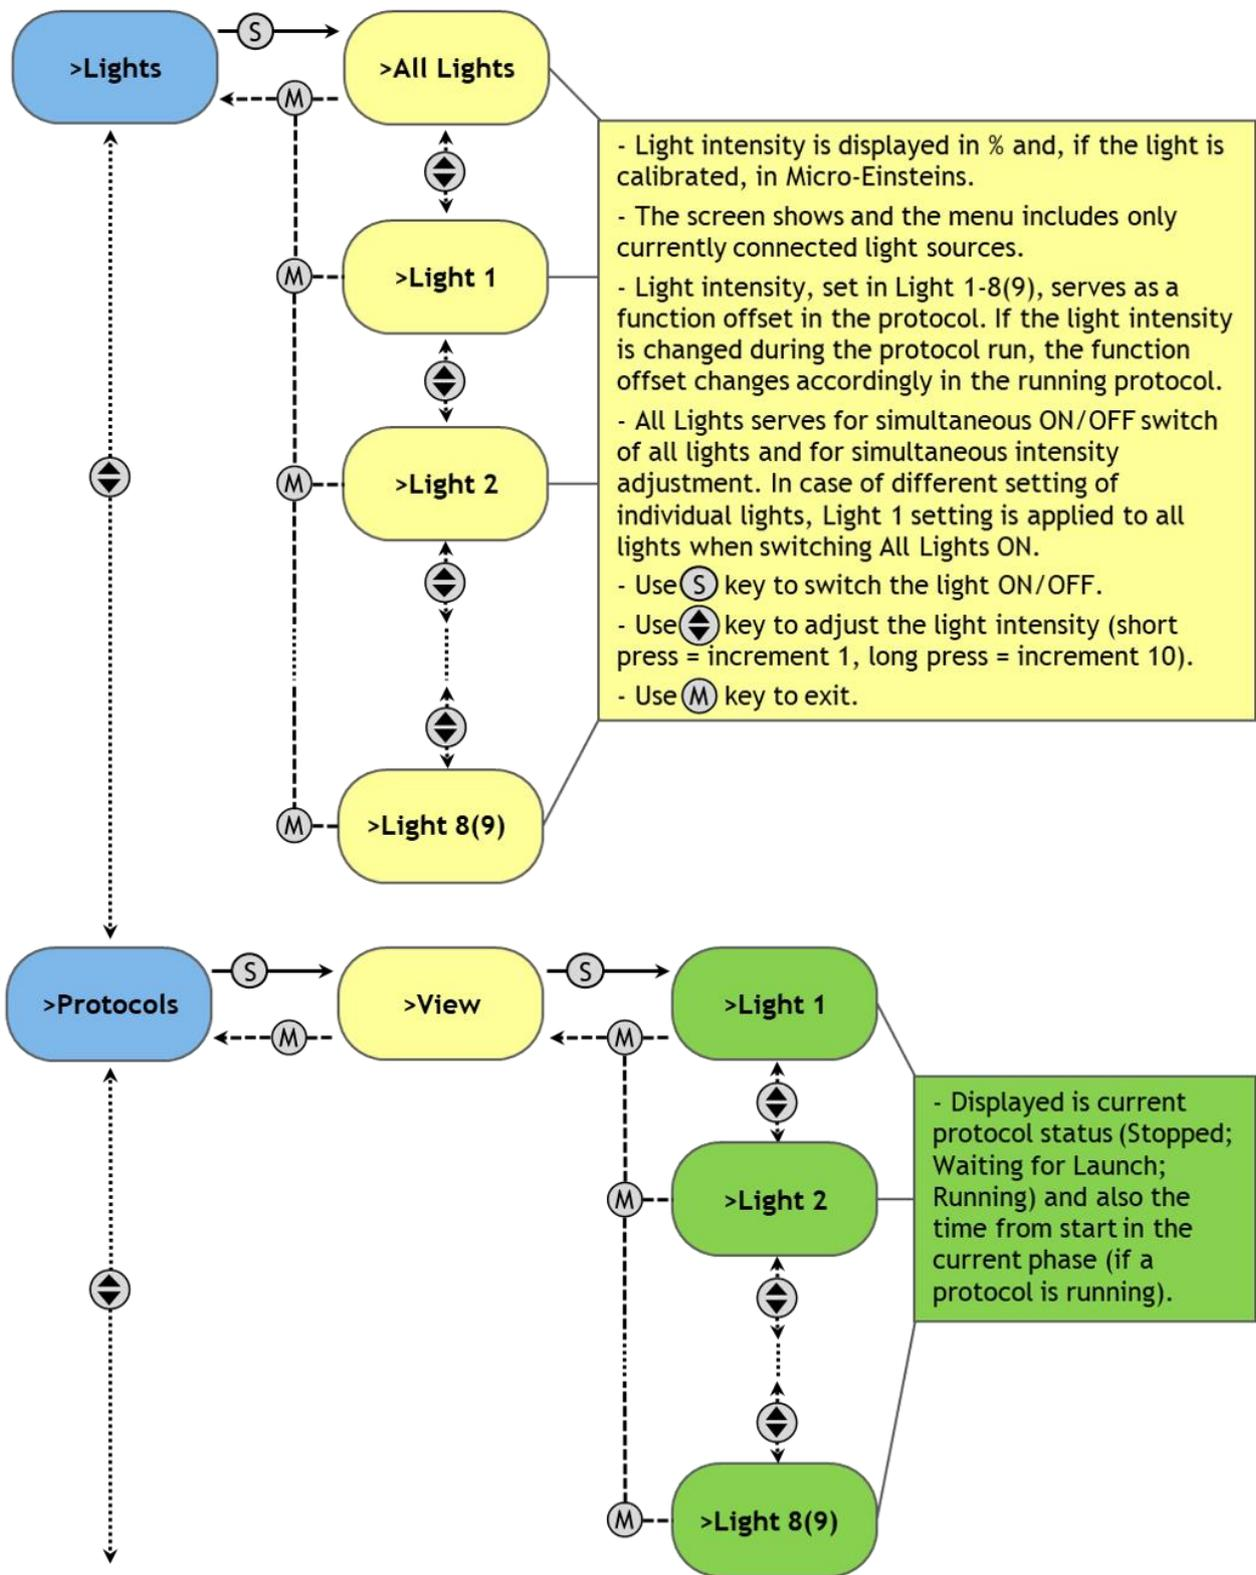 >Lights
S
>All Lights
M
- Light intensity is displayed in % and, if the light is
calibrated, in Micro-Einsteins.
- The screen shows and the menu includes only
currently connected light sources.
- Light intensity, set in Light 1-8(9), serves as a
function offset in the protocol. If the light intensity
is changed during the protocol run, the function
offset changes accordingly in the running protocol.
- All Lights serves for simultaneous ON/OFF switch
of all lights and for simultaneous intensity
adjustment. In case of different setting of
individual lights, Light 1 setting is applied to all
lights when switching All Lights ON.
- Use S key to switch the light ON/OFF.
- Use key to adjust the light intensity (short
press = increment 1, long press = increment 10).
- Use M key to exit.
M
>Light 1
M
>Light 2
M
>Light 8(9)
>Protocols
S
M
>View
S
M
>Light 1
M
>Light 2
M
>Light 8(9)
- Displayed is current
protocol status (Stopped;
Waiting for Launch;
Running) and also the
time from start in the
current phase (if a
protocol is running).